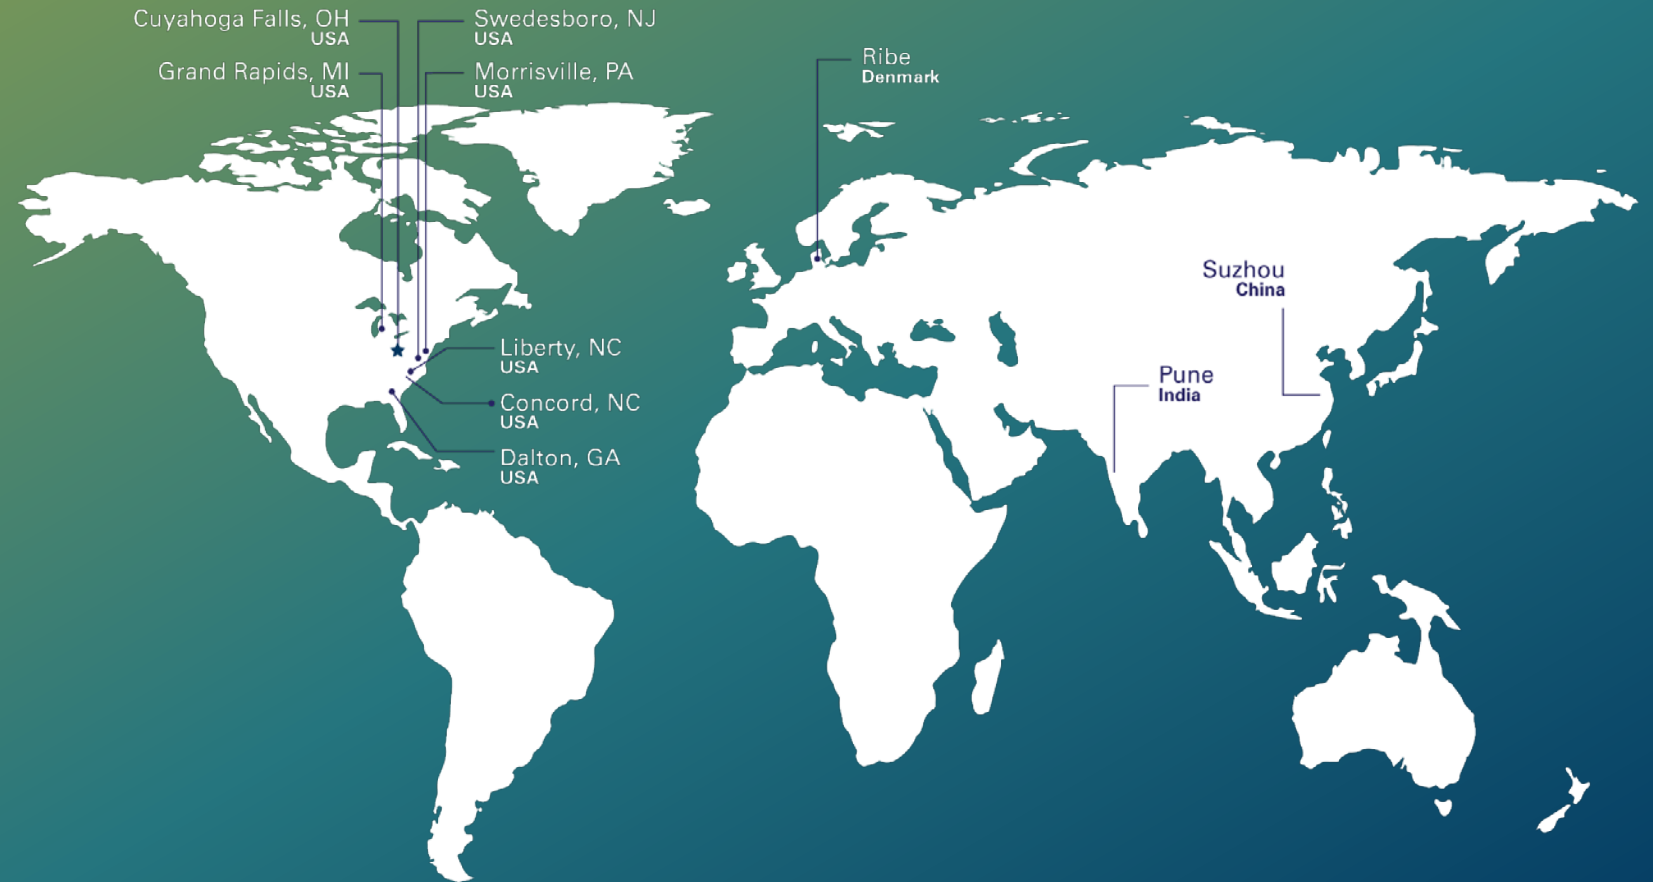 Cuyahoga Falls, OH
USA
Swedesboro, NJ
USA
Grand Rapids, MI
USA
Morrisville, PA
USA
Ribe
Denmark
Suzhou
China
Liberty, NC
USA
Pune
India
Concord, NC
USA
Dalton, GA
USA